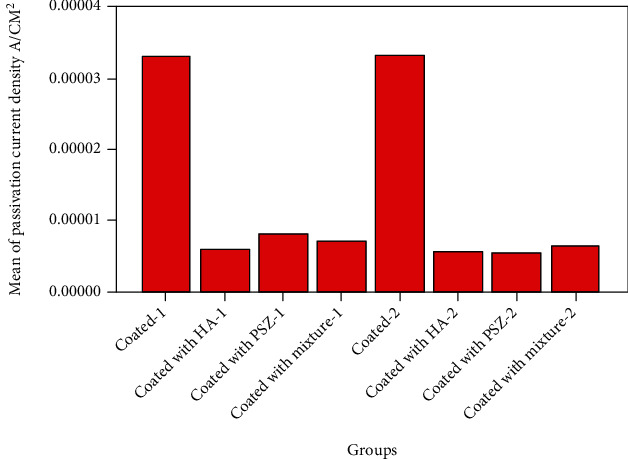 Mean of passivation current density A/CM²
0.00004
0.00003
0.00002
0.00001
0.00000
Coated-1
Coated with HA-1
Coated with PSZ-1
Coated with mixture-1
Coated-2
Coated with HA-2
Coated with PSZ-2
Coated with mixture-2
Groups